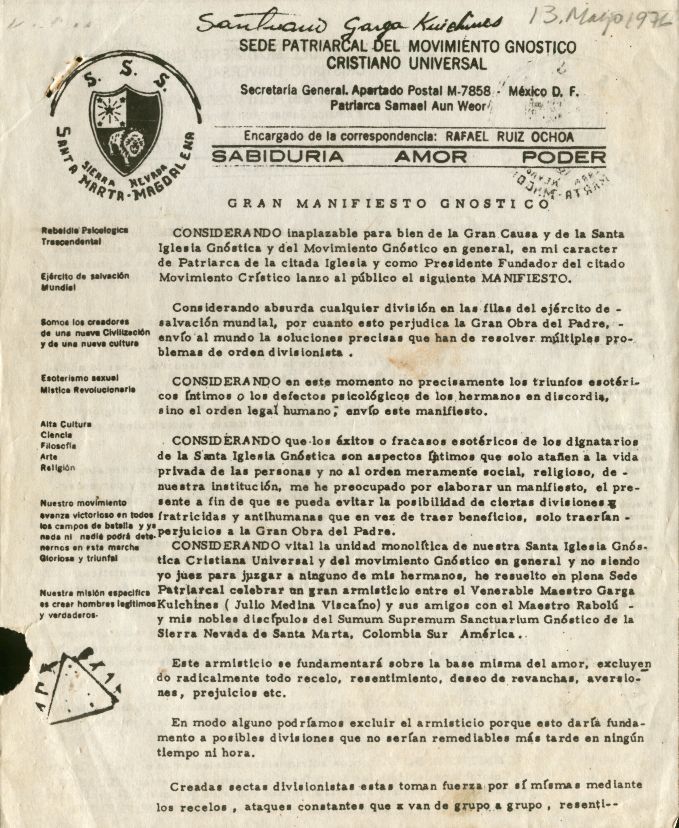 Santuario Garga Kuichines
13. Mayo 197
SEDE PATRIARCAL DEL MOVIMIENTO GNOSTICO
CRISTIANO UNIVERSAL
Secretaría General. Apartado Postal M-7858 - México D. F.
Patriarca Samael Aun Weor
Encargado de la correspondencia: RAFAEL RUIZ OCHOA
SABIDURIA AMOR PODER
S. S. S.
SIERRA NEVADA
SANTA MARTA-MAGDALENA
GRAN MANIFIESTO GNOSTICO
Rebeldía Psicologica
Trascendental
Ejército de salvación
Mundial
Somos los creadores
de una nueva Civilización
y de una nueva cultura
Esoterismo sexual
Mistica Revolucionaria
Alta Cultura
Ciencia
Filosofía
Arte
Religión
Nuestro movimiento
avanza victorioso en todos
los campos de batalla y ya
nada ni nadie podrá dete
nernos en esta marcha
Gloriosa y triunfal
Nuestra misión específica
es crear hombres legítimos
y verdaderos.
CONSIDERANDO inaplazable para bien de la Gran Causa y de la Santa
Iglesia Gnóstica y del Movimiento Gnóstico en general, en mi caracter
de Patriarca de la citada Iglesia y como Presidente Fundador del citado
Movimiento Crístico lanzo al público el siguiente MANIFIESTO.
Considerando absurda cualquier división en las filas del ejército de -
salvación mundial, por cuanto esto perjudica la Gran Obra del Padre, -
envío al mundo la soluciones precisas que han de resolver múltiples pro-
blemas de orden divisionista .
CONSIDERANDO en este momento no precisamente los triunfos esotéri-
cos íntimos o los defectos psicológicos de los hermanos en discordia,
sino el orden legal humano, envío este manifiesto.
CONSIDERANDO que los éxitos o fracasos esotéricos de los dignatarios
de la Santa Iglesia Gnóstica son aspectos íntimos que solo atañen a la vida
privada de las personas y no al orden meramente social, religioso, de -
nuestra institución, me he preocupado por elaborar un manifiesto, el pre-
sente a fin de que se pueda evitar la posibilidad de ciertas divisiones
fratricidas y antihumanas que en vez de traer beneficios, solo traerían -
perjuicios a la Gran Obra del Padre.
CONSIDERANDO vital la unidad monolítica de nuestra Santa Iglesia Gnós-
tica Cristiana Universal y del movimiento Gnóstico en general y no siendo
yo juez para juzgar a ninguno de mis hermanos, he resuelto en plena Sede
Patriarcal celebrar un gran armisticio entre el Venerable Maestro Garga
Kuichines ( Julio Medina Viscaíno) y sus amigos con el Maestro Rabolú -
y mis nobles discípulos del Sumum Supremum Sanctuarium Gnóstico de la
Sierra Nevada de Santa Marta, Colombia Sur América.
Este armisticio se fundamentará sobre la base misma del amor, excluyen
do radicalmente todo recelo, resentimiento, deseo de revanchas, aversio-
nes, prejuicios etc.
En modo alguno podríamos excluir el armisticio porque esto daría funda-
mento a posibles divisiones que no serían remediables más tarde en ningún
tiempo ni hora.
Creadas sectas divisionistas estas toman fuerza por sí mismas mediante
los recelos , ataques constantes que x van de grupo a grupo , resenti--